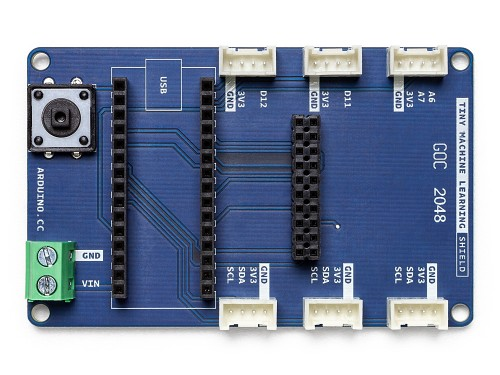 USB
GND
3V3
D12
GND
3V3
D11
GND
3V3
A7
A6
TINY MACHINE LEARNING SHIELD
GOC 2048
ARDUINO.CC
GND
VIN
GND
3V3
SDA
SCL
GND
3V3
SDA
SCL
GND
3V3
SDA
SCL